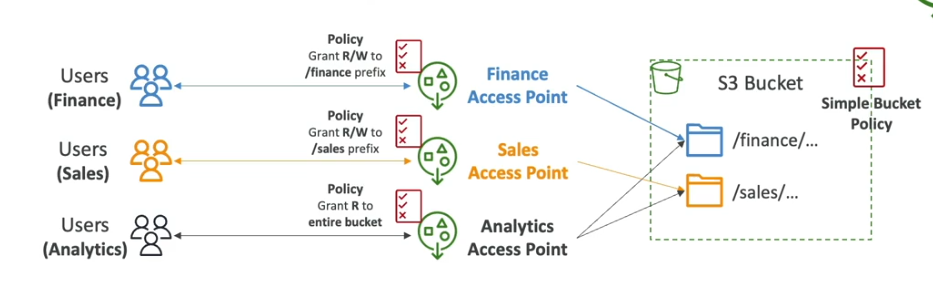 Policy
Grant R/W to
/finance prefix
Users
(Finance)
Finance
Access Point
Policy
Grant R/W to
/sales prefix
Users
(Sales)
Sales
Access Point
Policy
Grant R to
entire bucket
Users
(Analytics)
Analytics
Access Point
S3 Bucket
Simple Bucket
Policy
/finance/...
/sales/...